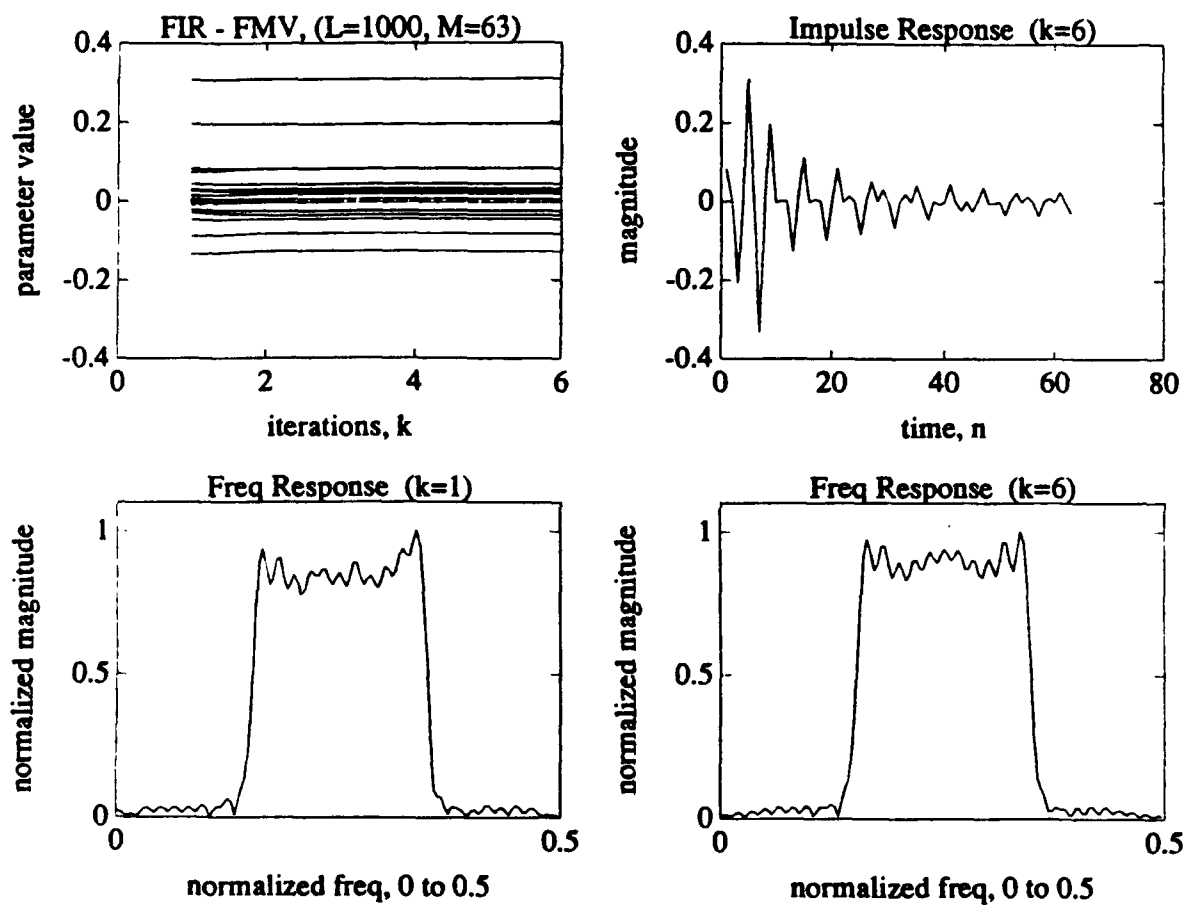 FIR - FMV, (L=1000, M=63)
0.4
0.2
0
-0.2
-0.4
parameter value
0
2
4
6
iterations, k
Impulse Response (k=6)
0.4
0.2
0
-0.2
-0.4
magnitude
0
20
40
60
80
time, n
Freq Response (k=1)
1
0.5
0
normalized magnitude
0
0.5
normalized freq, 0 to 0.5
Freq Response (k=6)
1
0.5
0
normalized magnitude
0
0.5
normalized freq, 0 to 0.5